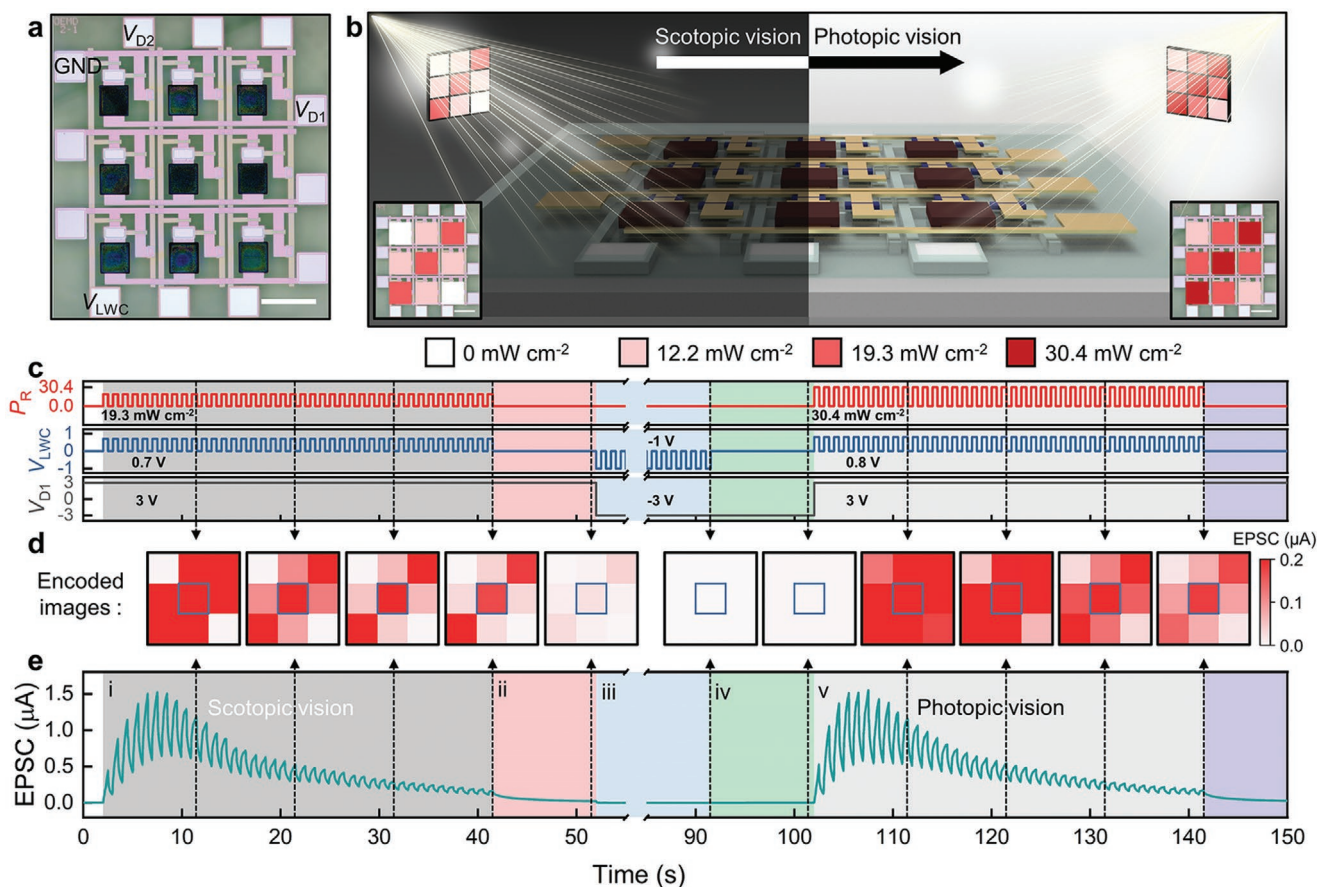 a
DEMO
2-1
V_D2
GND
V_D1
V_LWC
b
Scotopic vision
Photopic vision
0 mW cm⁻²
12.2 mW cm⁻²
19.3 mW cm⁻²
30.4 mW cm⁻²
c
P_R
30.4
0.0
19.3 mW cm⁻²
30.4 mW cm⁻²
V_LWC
1
0
-1
0.7 V
-1 V
0.8 V
V_D1
3
0
-3
3 V
-3 V
3 V
d
Encoded
images :
EPSC (μA)
0.2
0.1
0.0
e
EPSC (μA)
1.5
1.0
0.5
0.0
i
Scotopic vision
ii
iii
iv
v
Photopic vision
0 10 20 30 40 50 90 100 110 120 130 140 150
Time (s)